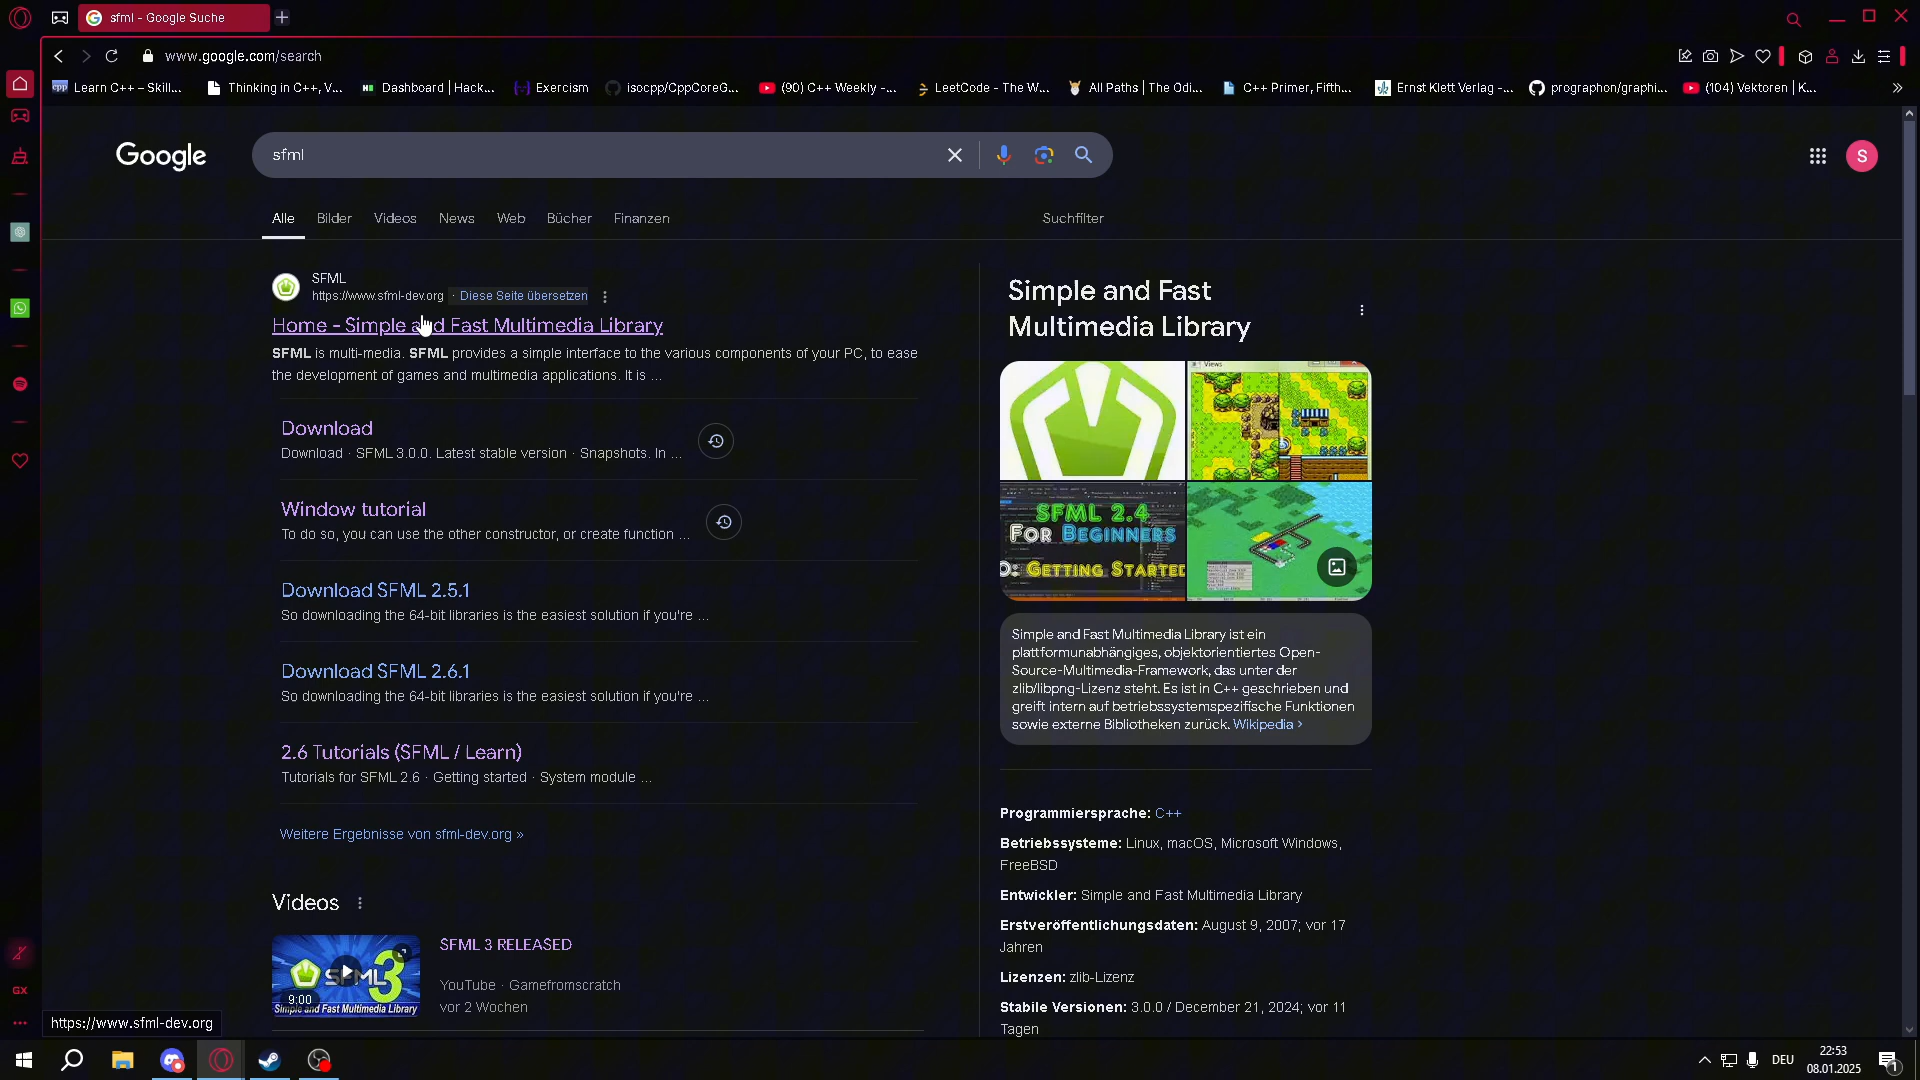 sfml - Google Suche
www.google.com/search
Learn C++ – Skill...
Thinking in C++, V...
Dashboard | Hack...
Exercism
isocpp/CppCoreG...
(90) C++ Weekly -...
LeetCode - The W...
All Paths | The Odi...
C++ Primer, Fifth...
Ernst Klett Verlag -...
prographon/graphi...
(104) Vektoren | K...
Google
sfml
S
Alle
Bilder
Videos
News
Web
Bücher
Finanzen
Suchfilter
SFML
https://www.sfml-dev.org · Diese Seite übersetzen
Home - Simple and Fast Multimedia Library
SFML is multi-media. SFML provides a simple interface to the various components of your PC, to ease
the development of games and multimedia applications. It is ...
Download
Download · SFML 3.0.0. Latest stable version · Snapshots. In ...
Window tutorial
To do so, you can use the other constructor, or create function ...
Download SFML 2.5.1
So downloading the 64-bit libraries is the easiest solution if you're ...
Download SFML 2.6.1
So downloading the 64-bit libraries is the easiest solution if you're ...
2.6 Tutorials (SFML / Learn)
Tutorials for SFML 2.6 · Getting started · System module ...
Weitere Ergebnisse von sfml-dev.org »
Videos
SFML 3
9:00
Simple and Fast Multimedia Library
SFML 3 RELEASED
YouTube · Gamefromscratch
vor 2 Wochen
Simple and Fast
Multimedia Library
Views
SFML 2.4
For Beginners
0: Getting Started
Simple and Fast Multimedia Library ist ein
plattformunabhängiges, objektorientiertes Open-
Source-Multimedia-Framework, das unter der
zlib/libpng-Lizenz steht. Es ist in C++ geschrieben und
greift intern auf betriebssystemspezifische Funktionen
sowie externe Bibliotheken zurück. Wikipedia >
Programmiersprache: C++
Betriebssysteme: Linux, macOS, Microsoft Windows,
FreeBSD
Entwickler: Simple and Fast Multimedia Library
Erstveröffentlichungsdaten: August 9, 2007; vor 17
Jahren
Lizenzen: zlib-Lizenz
Stabile Versionen: 3.0.0 / December 21, 2024; vor 11
Tagen
GX
https://www.sfml-dev.org
DEU
22:53
08.01.2025
1